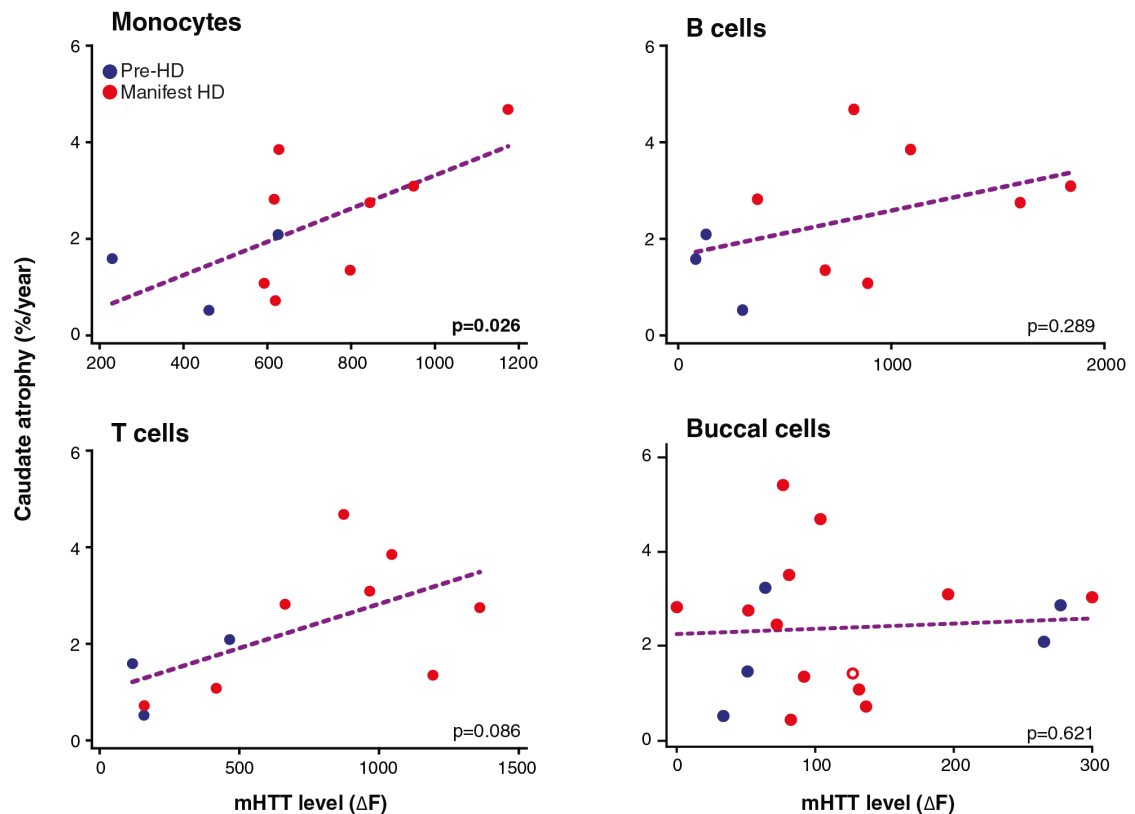 Monocytes
6
4
2
0
Pre-HD
Manifest HD
p=0.026
200 400 600 800 1000 1200
B cells
6
4
2
0
p=0.289
0 1000 2000
Caudate atrophy (%/year)
T cells
6
4
2
0
p=0.086
0 500 1000 1500
mHTT level (ΔF)
Buccal cells
6
4
2
0
p=0.621
0 100 200 300
mHTT level (ΔF)